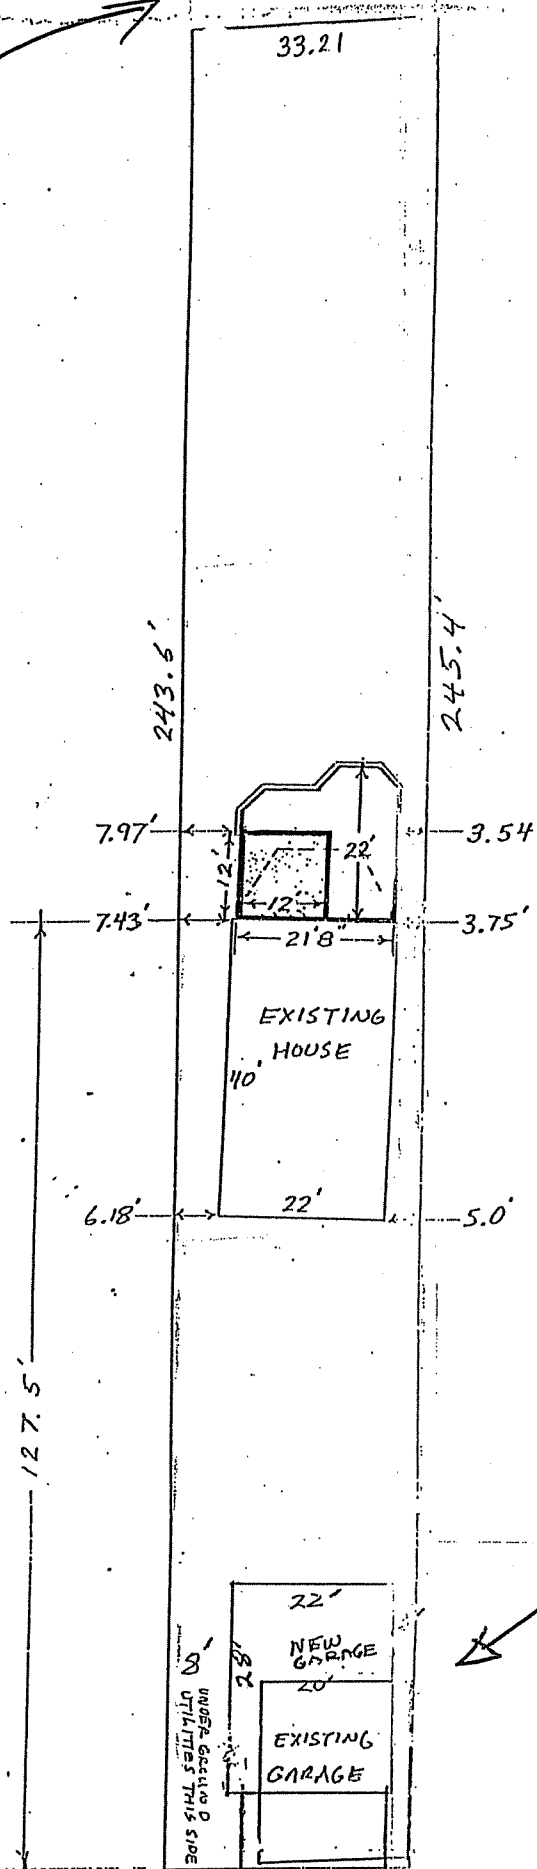 33.21
243.6'
245.4'
7.97'
3.54
12'
22'
12'
7.43'
3.75'
21'8"
EXISTING
HOUSE
40'
22'
6.18'
5.0'
127.5'
22'
NEW
GARAGE
28'
20'
8'
UNDERGROUND
UTILITIES THIS SIDE
EXISTING
GARAGE